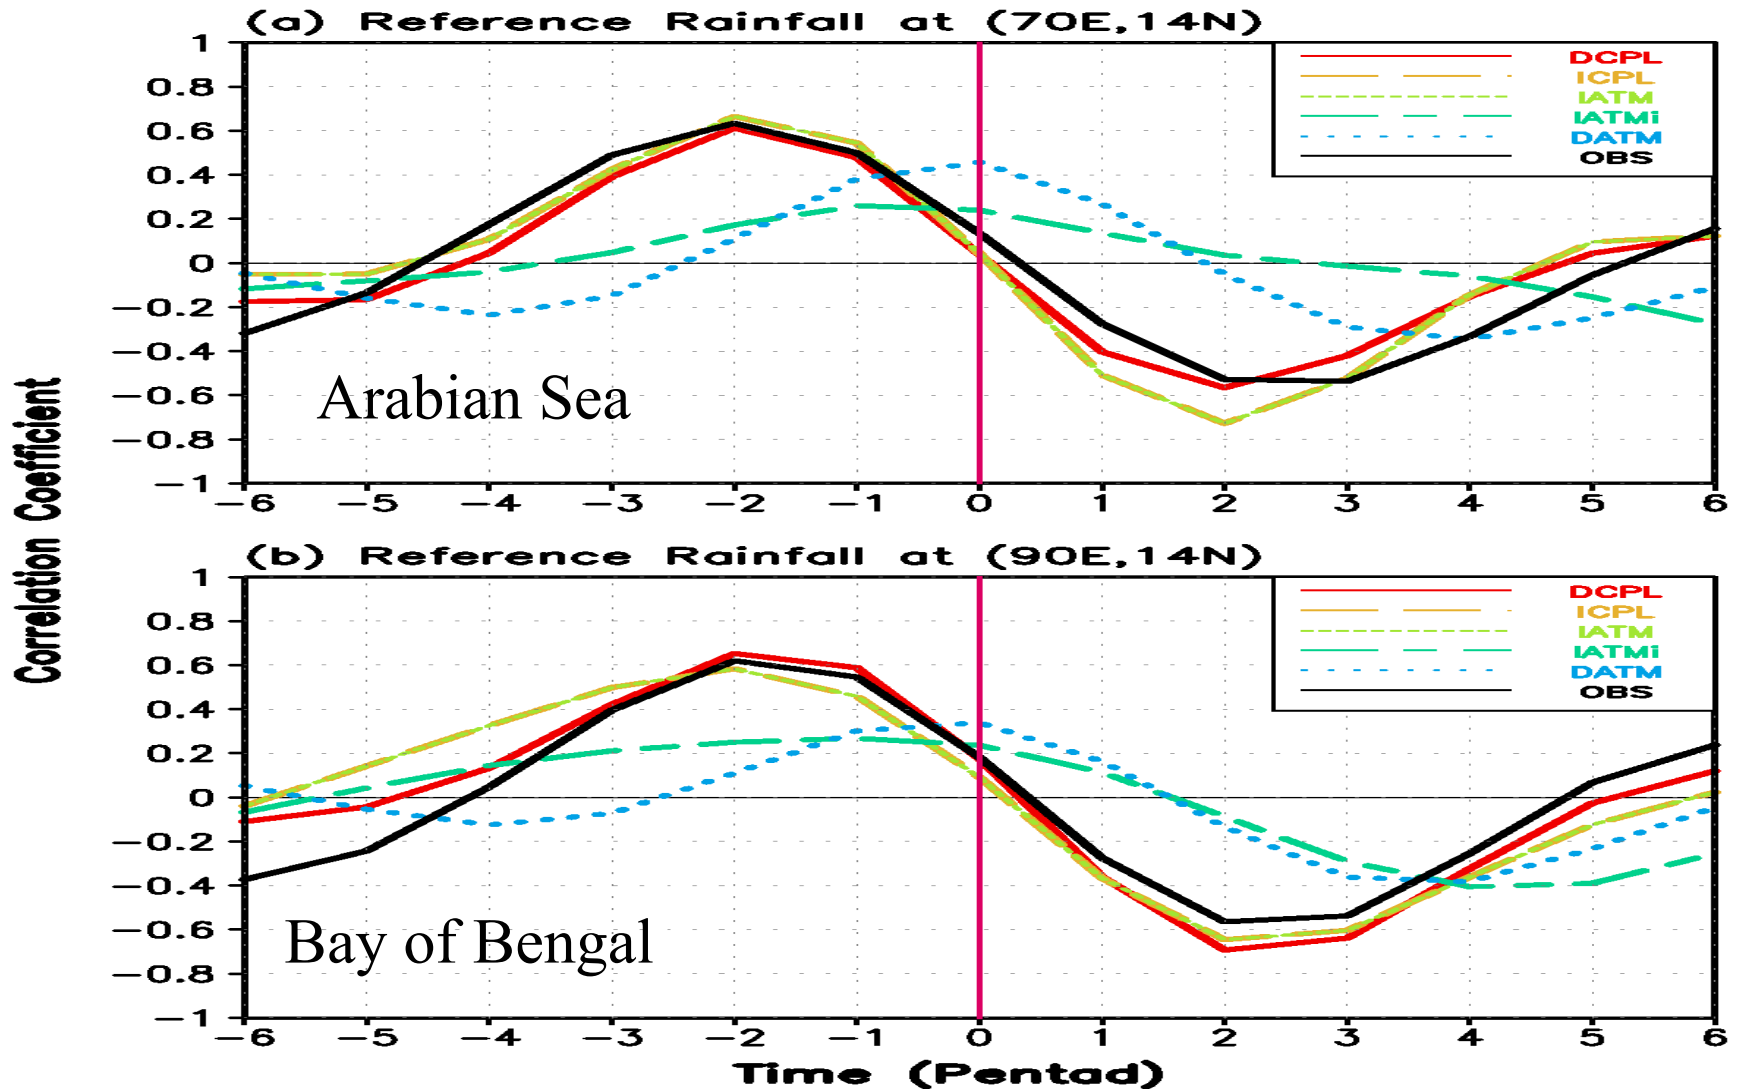 (a) Reference Rainfall at (70E,14N)
1
0.8
0.6
0.4
0.2
0
−0.2
−0.4
−0.6
−0.8
−1
−6 −5 −4 −3 −2 −1 0 1 2 3 4 5 6
DCPL
ICPL
IATM
IATMi
DATM
OBS
Arabian Sea
Correlation Coefficient
(b) Reference Rainfall at (90E,14N)
1
0.8
0.6
0.4
0.2
0
−0.2
−0.4
−0.6
−0.8
−1
−6 −5 −4 −3 −2 −1 0 1 2 3 4 5 6
DCPL
ICPL
IATM
IATMi
DATM
OBS
Bay of Bengal
Time (Pentad)